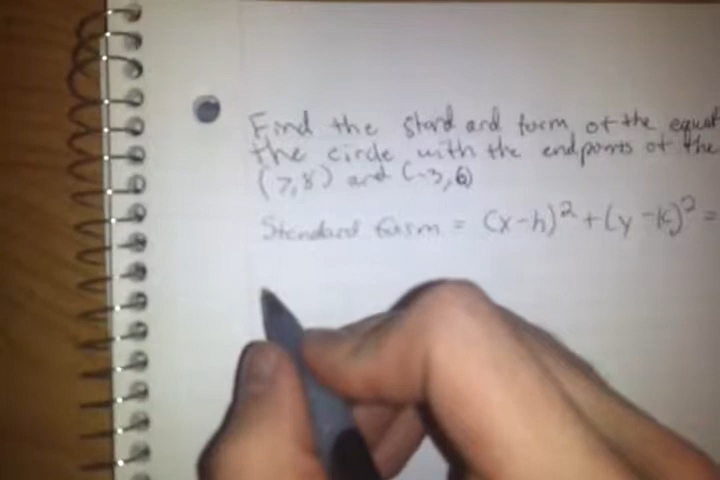 Find the standard form of the equat
the circle with the endpoints of the
(7,8) and (-3,6)
Standard form = (x-h)² + (y-k)² =